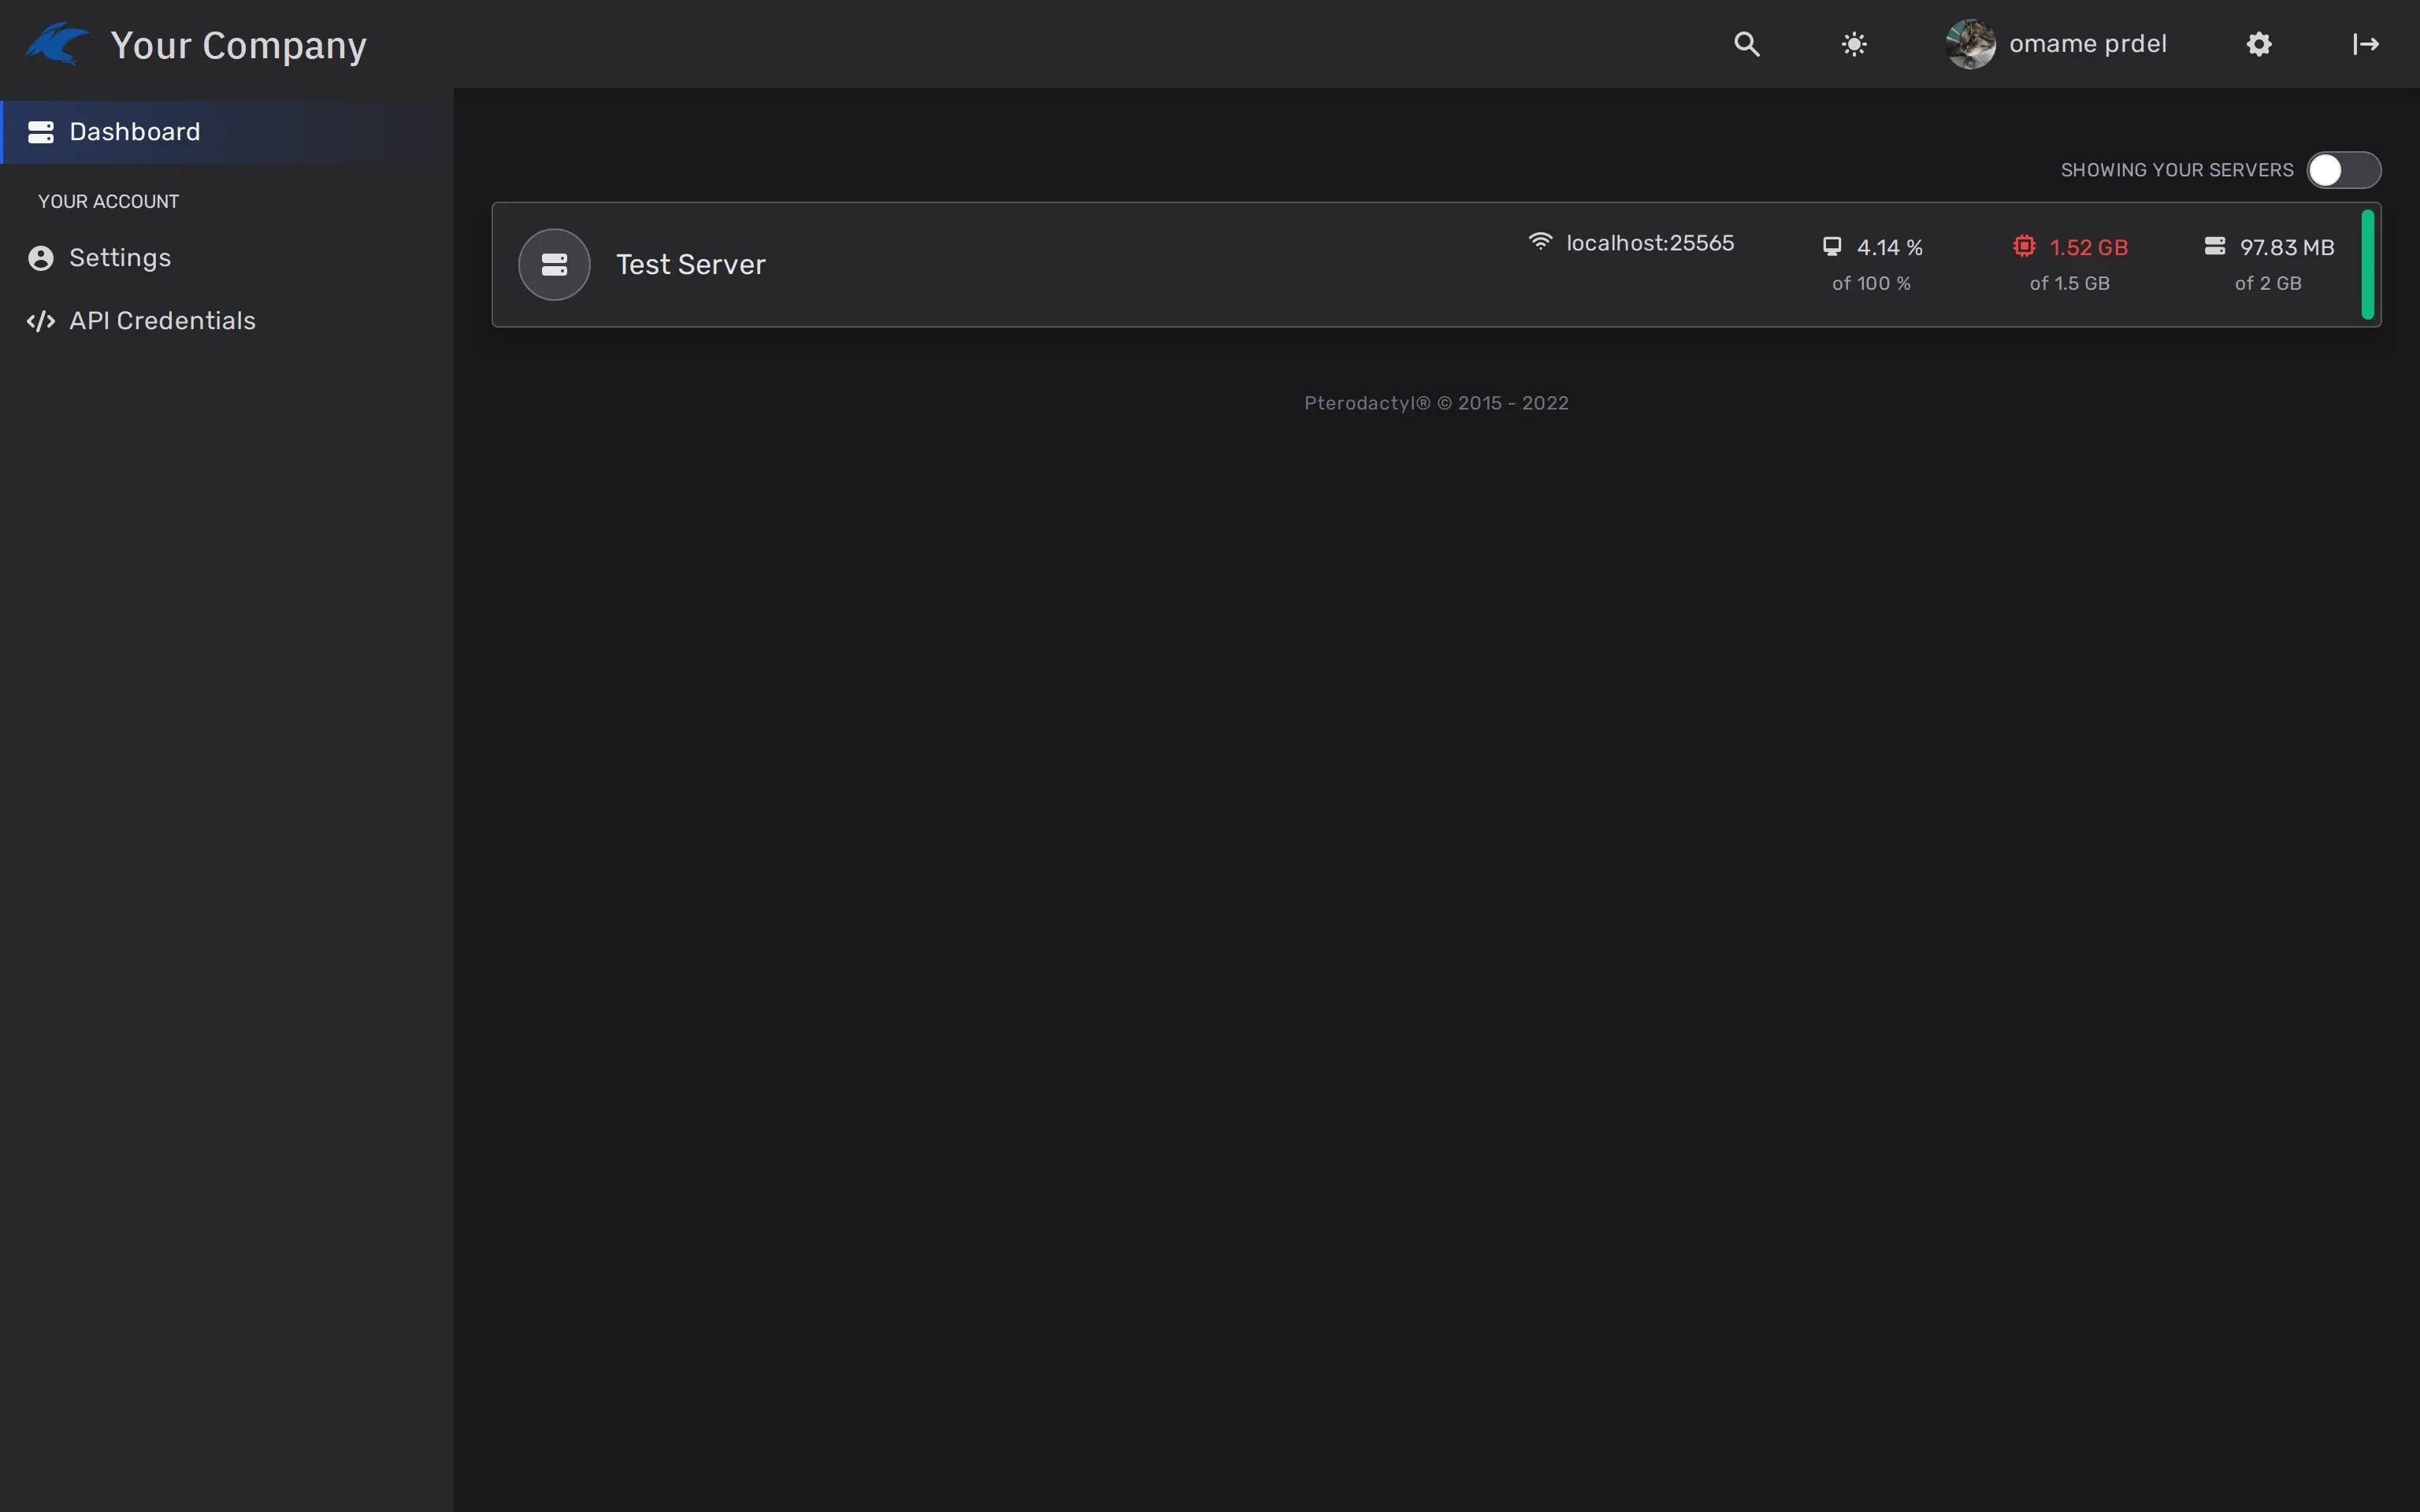 Your Company
omame prdel
Dashboard
YOUR ACCOUNT
Settings
API Credentials
SHOWING YOUR SERVERS
Test Server
localhost:25565
4.14 %
of 100 %
1.52 GB
of 1.5 GB
97.83 MB
of 2 GB
Pterodactyl® © 2015 - 2022